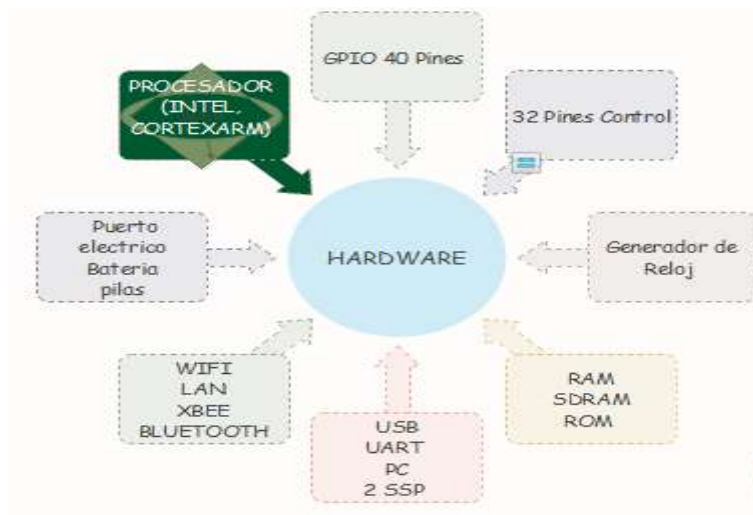 GPIO 40 Pines
PROCESADOR
(INTEL,
CORTEXARM)
32 Pines Control
Puerto
electrico
Bateria
pilas
HARDWARE
Generador de
Reloj
WIFI
LAN
XBEE
BLUETOOTH
USB
UART
PC
2 SSP
RAM
SDRAM
ROM